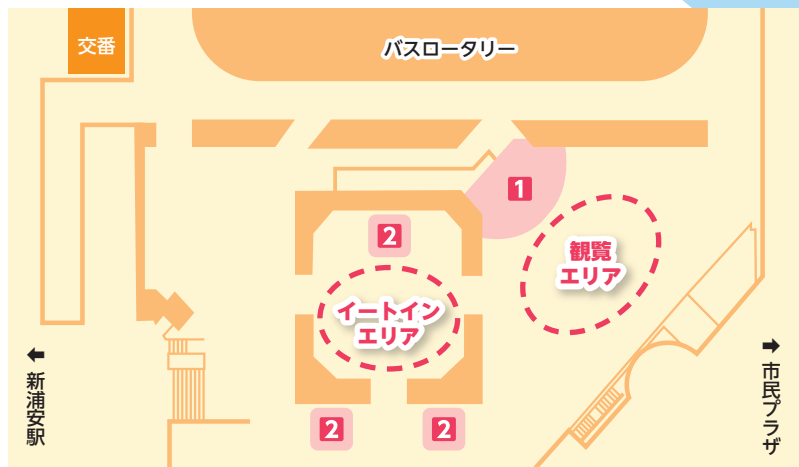 交番
バスロータリー
1
2
観覧
エリア
イートイン
エリア
← 新浦安駅
→ 市民プラザ
2
2